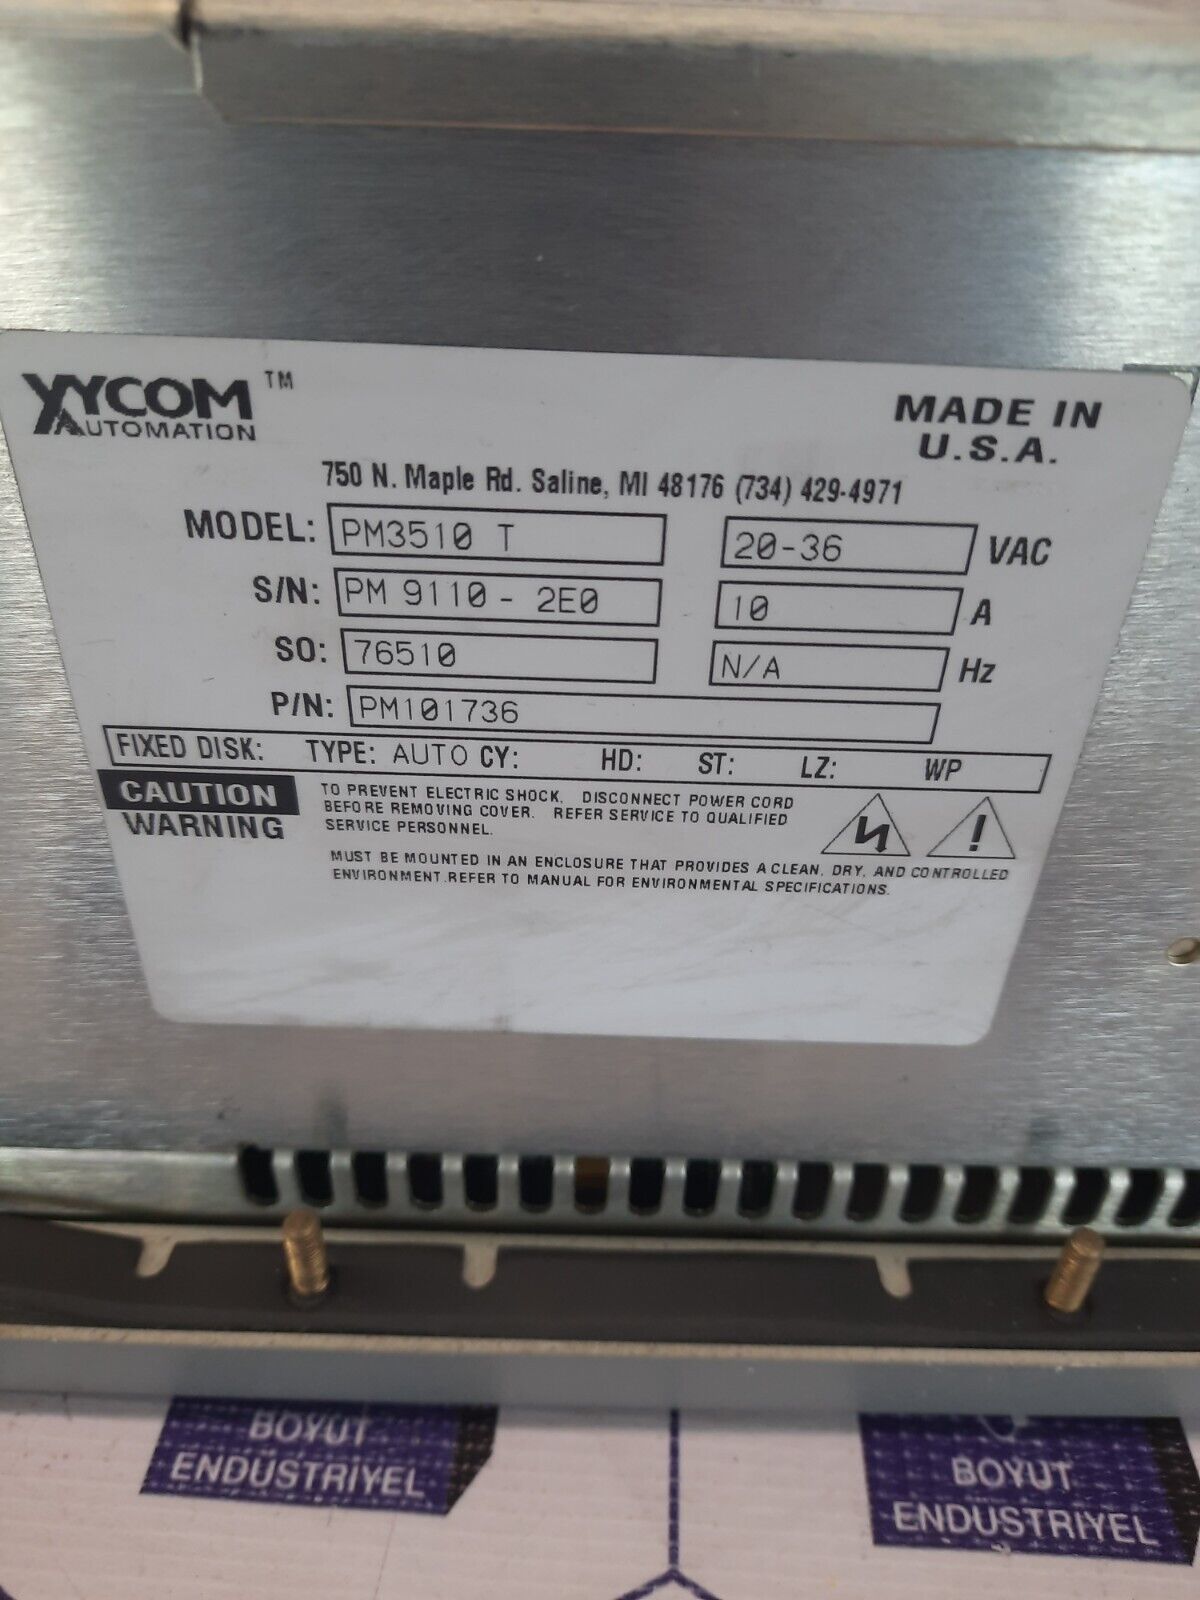 XYCOM™
AUTOMATION
MADE IN
U.S.A.
750 N. Maple Rd. Saline, MI 48176 (734) 429-4971
MODEL: PM3510 T 20-36 VAC
S/N: PM 9110 - 2E0 10 A
SO: 76510 N/A Hz
P/N: PM101736
FIXED DISK: TYPE: AUTO CY: HD: ST: LZ: WP
CAUTION
WARNING
TO PREVENT ELECTRIC SHOCK, DISCONNECT POWER CORD
BEFORE REMOVING COVER. REFER SERVICE TO QUALIFIED
SERVICE PERSONNEL.
MUST BE MOUNTED IN AN ENCLOSURE THAT PROVIDES A CLEAN, DRY, AND CONTROLLED
ENVIRONMENT.REFER TO MANUAL FOR ENVIRONMENTAL SPECIFICATIONS.
BOYUT
ENDÜSTRİYEL
BOYUT
ENDUSTRIYEL